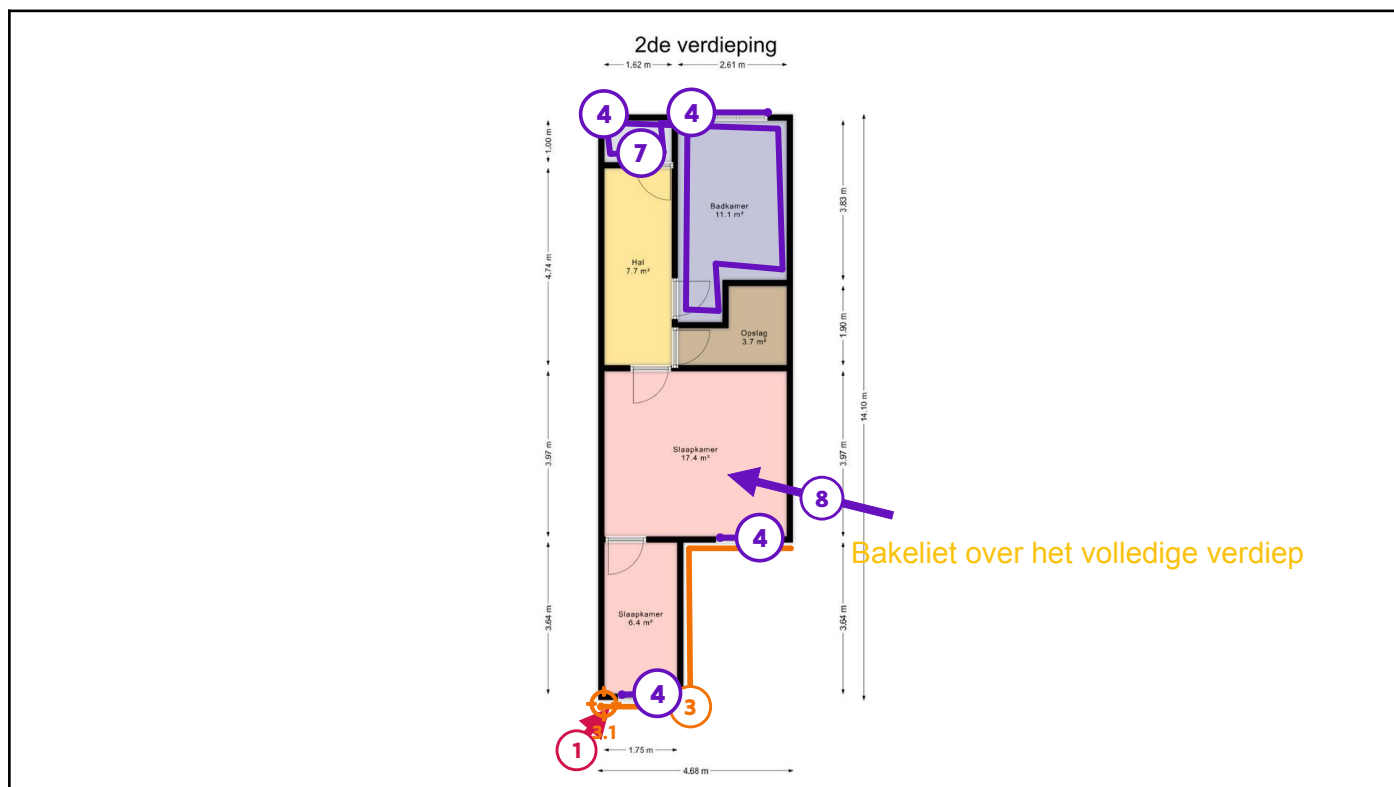 2de verdieping
1.62 m
2.61 m
4
4
7
1.00 m
4.74 m
3.97 m
3.64 m
Badkamer
11.1 m²
Hal
7.7 m²
Opslag
3.7 m²
Slaapkamer
17.4 m²
8
4
Bakeliet over het volledige verdiep
Slaapkamer
6.4 m²
4
3
3.1
1
3.83 m
1.90 m
3.97 m
3.64 m
14.10 m
1.75 m
4.68 m